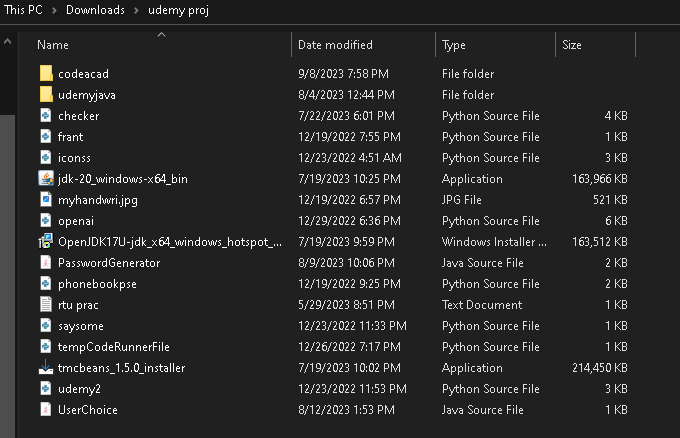 This PC > Downloads > udemy proj
Name Date modified Type Size
codeacad 9/8/2023 7:58 PM File folder
udemyjava 8/4/2023 12:44 PM File folder
checker 7/22/2023 6:01 PM Python Source File 4 KB
frant 12/19/2022 7:55 PM Python Source File 1 KB
iconss 12/23/2022 4:51 AM Python Source File 3 KB
jdk-20_windows-x64_bin 7/19/2023 10:25 PM Application 163,966 KB
myhandwri.jpg 12/19/2022 6:57 PM JPG File 521 KB
openai 12/29/2022 6:36 PM Python Source File 6 KB
OpenJDK17U-jdk_x64_windows_hotspot_... 7/19/2023 9:59 PM Windows Installer ... 163,512 KB
PasswordGenerator 8/9/2023 10:06 PM Java Source File 2 KB
phonebookpse 12/19/2022 9:25 PM Python Source File 2 KB
rtu prac 5/29/2023 8:51 PM Text Document 1 KB
saysome 12/23/2022 11:33 PM Python Source File 1 KB
tempCodeRunnerFile 12/26/2022 7:17 PM Python Source File 1 KB
tmcbeans_1.5.0_installer 7/19/2023 10:02 PM Application 214,450 KB
udemy2 12/23/2022 11:53 PM Python Source File 3 KB
UserChoice 8/12/2023 1:53 PM Java Source File 1 KB